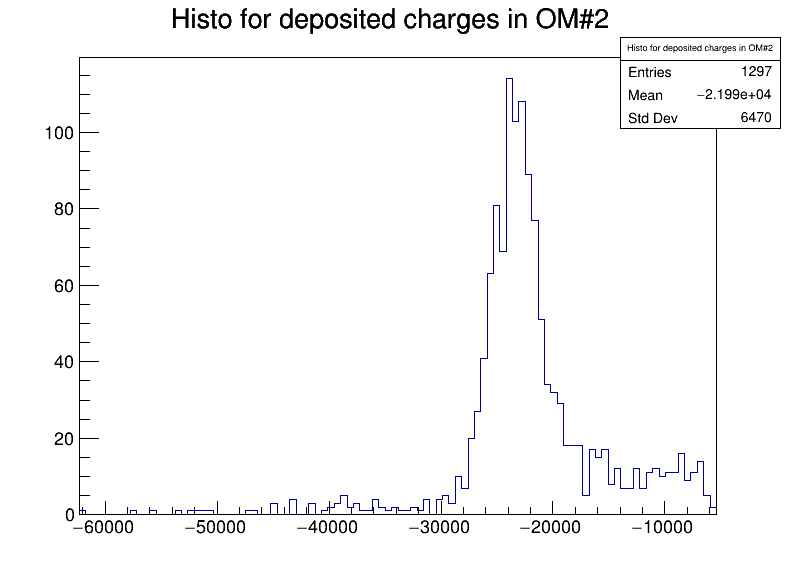 Histo for deposited charges in OM#2
Histo for deposited charges in OM#2
Entries 1297
Mean −2.199e+04
Std Dev 6470
100
80
60
40
20
0
−60000 −50000 −40000 −30000 −20000 −10000